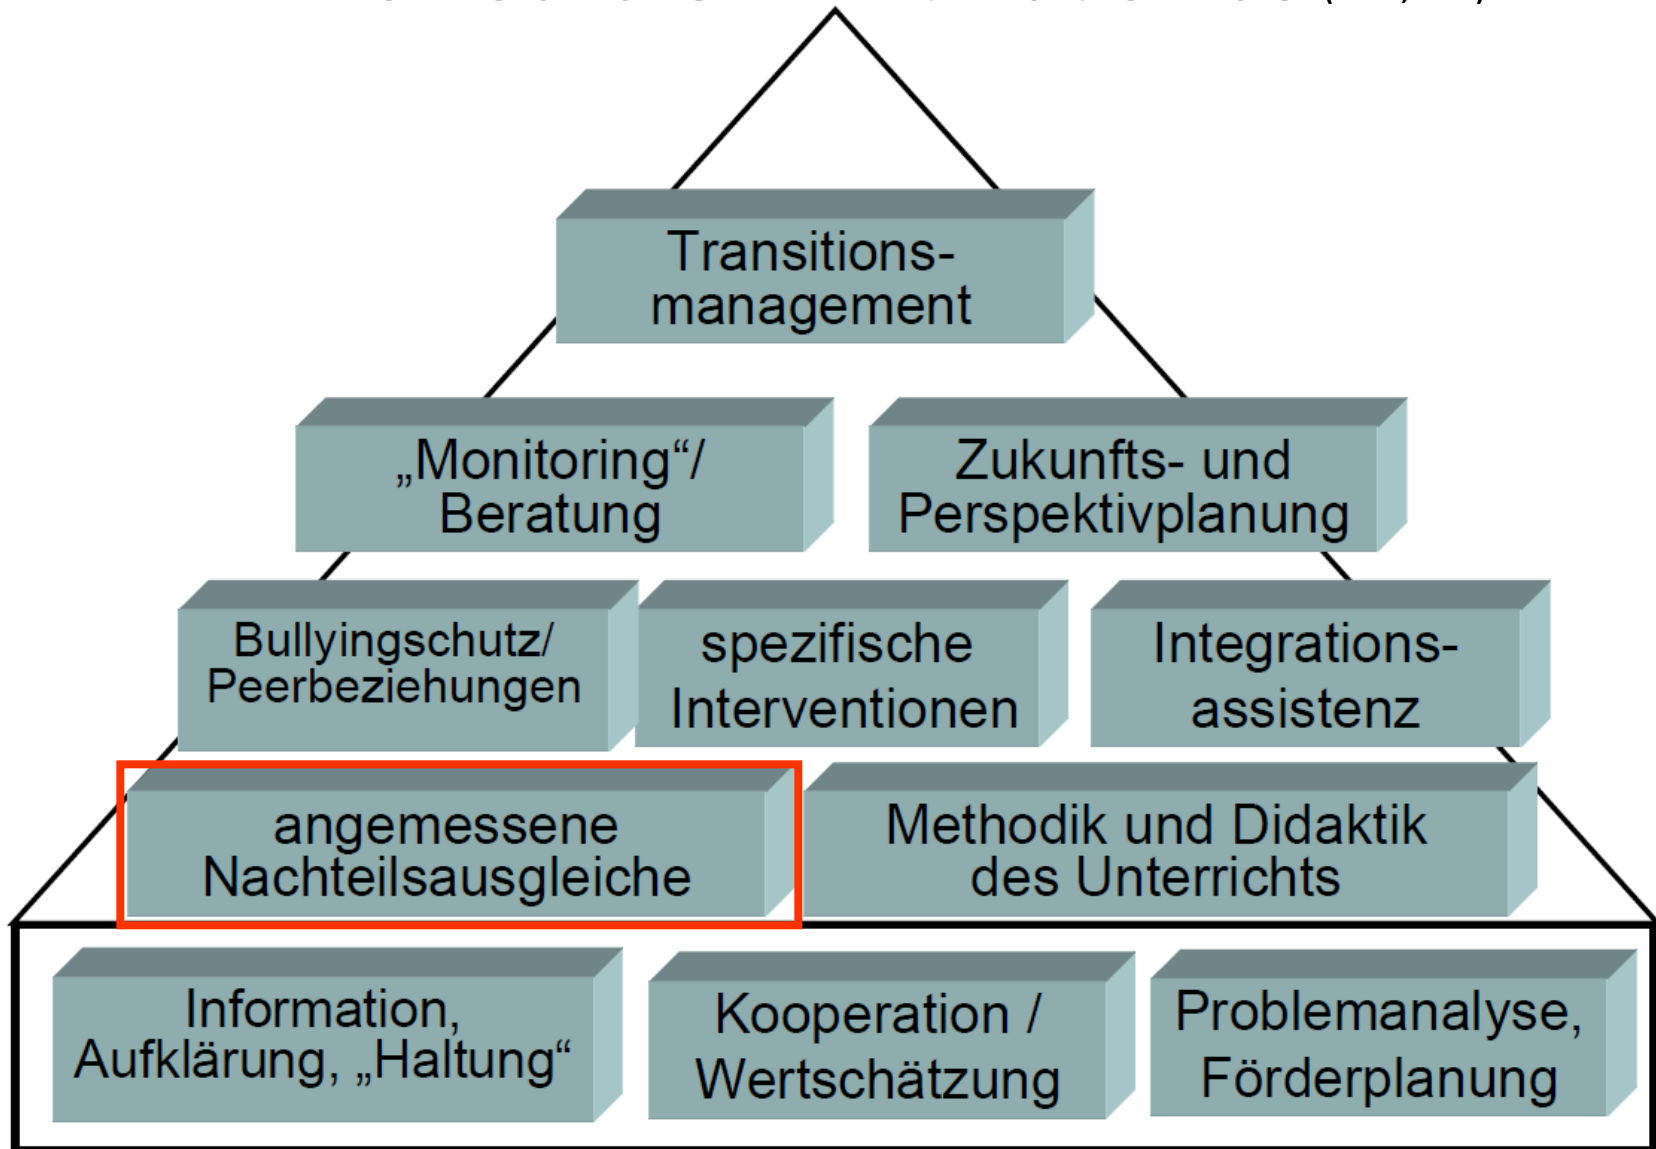 Transitions-
management
„Monitoring“/
Beratung
Zukunfts- und
Perspektivplanung
Bullyingschutz/
Peerbeziehungen
spezifische
Interventionen
Integrations-
assistenz
angemessene
Nachteilsausgleiche
Methodik und Didaktik
des Unterrichts
Information,
Aufklärung, „Haltung“
Kooperation /
Wertschätzung
Problemanalyse,
Förderplanung